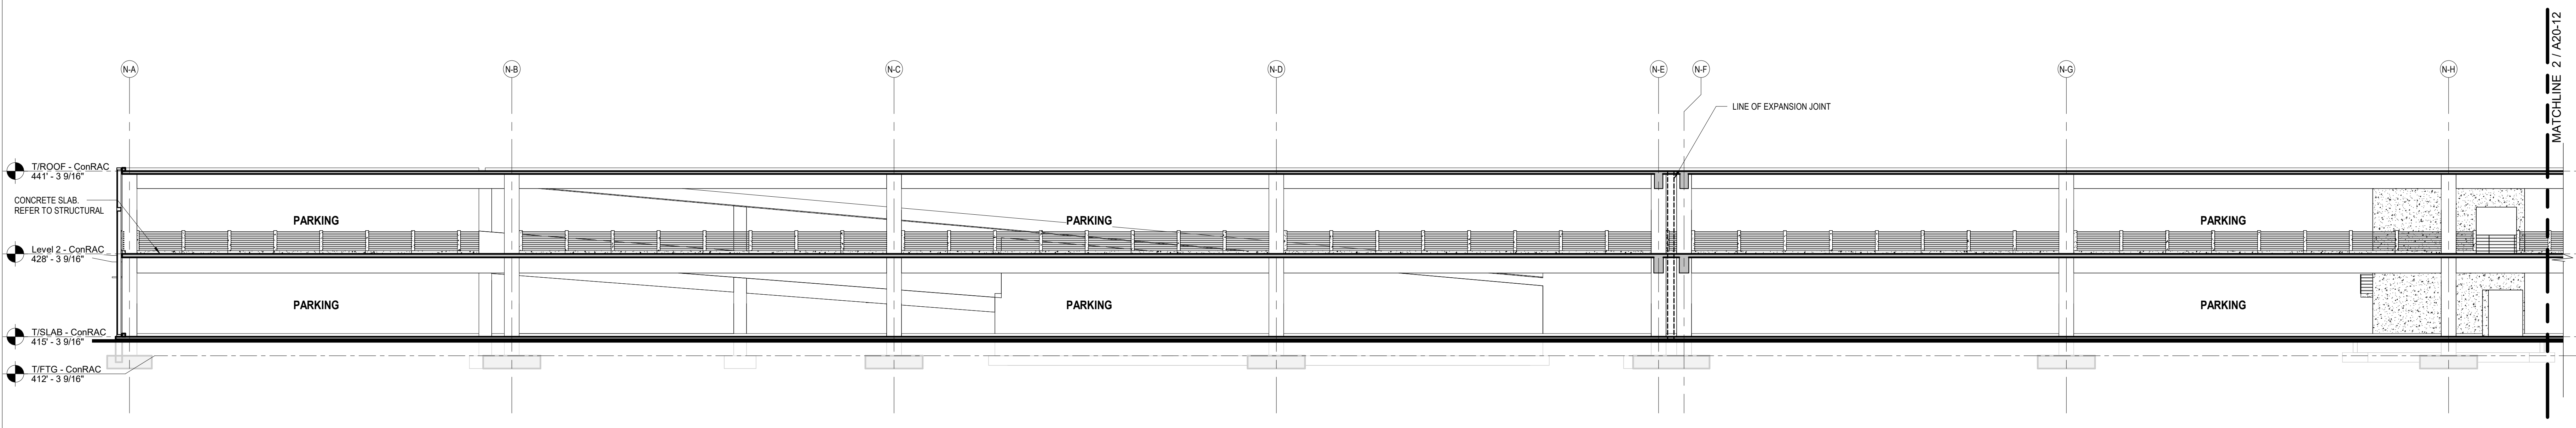 N-A
N-B
N-C
N-D
N-E
N-F
N-G
N-H
MATCHLINE 2 / A20-12
LINE OF EXPANSION JOINT
T/ROOF - ConRAC
441' - 3 9/16"
CONCRETE SLAB.
REFER TO STRUCTURAL
PARKING
PARKING
PARKING
Level 2 - ConRAC
428' - 3 9/16"
PARKING
PARKING
PARKING
T/SLAB - ConRAC
415' - 3 9/16"
T/FTG - ConRAC
412' - 3 9/16"